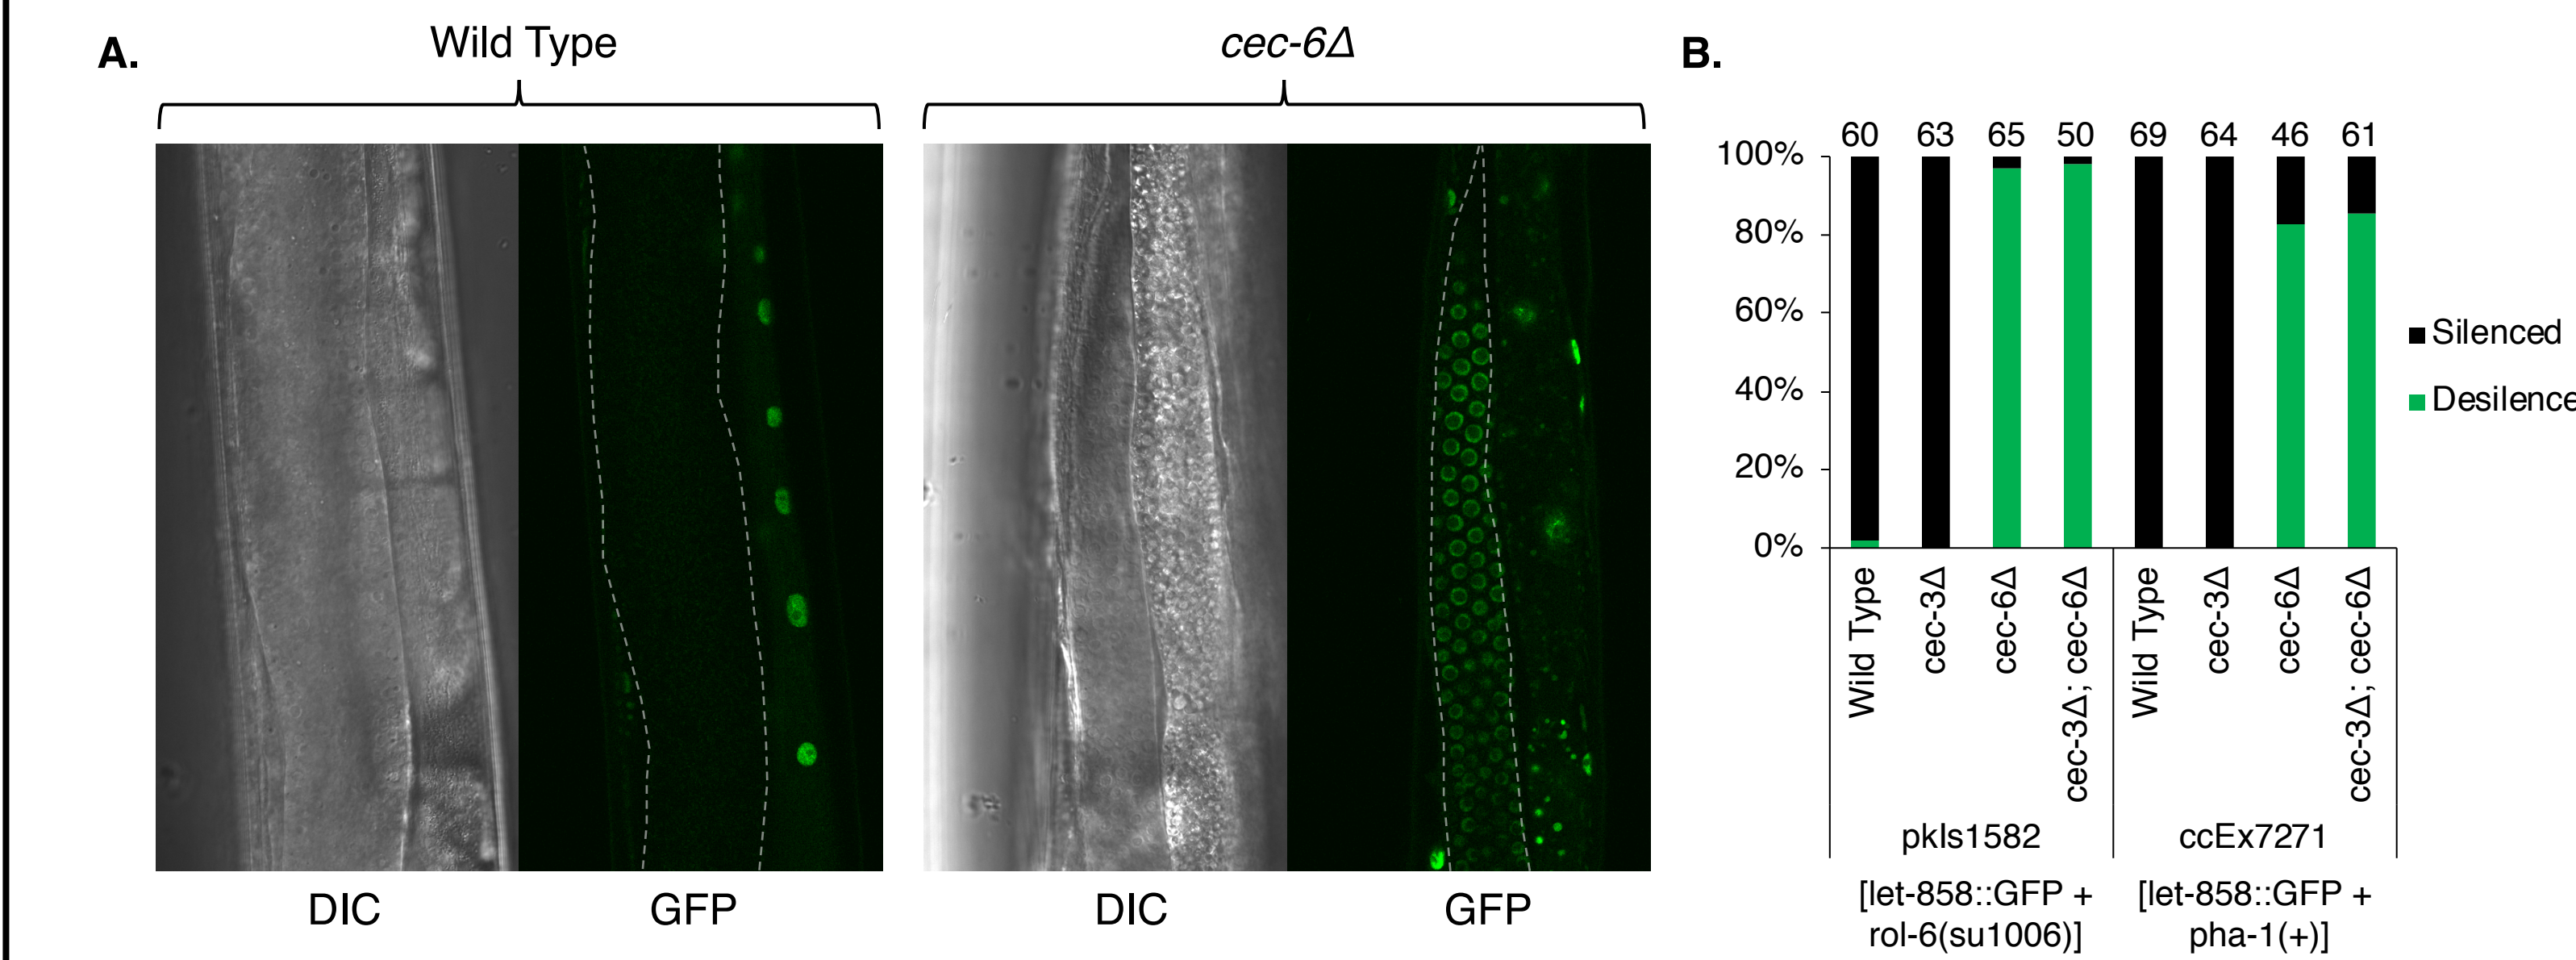 A.
Wild Type
cec-6Δ
DIC
GFP
DIC
GFP
B.
60 63 65 50 69 64 46 61
100%
80%
60%
40%
20%
0%
Silenced
Desilence
Wild Type
cec-3Δ
cec-6Δ
cec-3Δ; cec-6Δ
Wild Type
cec-3Δ
cec-6Δ
cec-3Δ; cec-6Δ
pkIs1582
ccEx7271
[let-858::GFP +
rol-6(su1006)]
[let-858::GFP +
pha-1(+)]